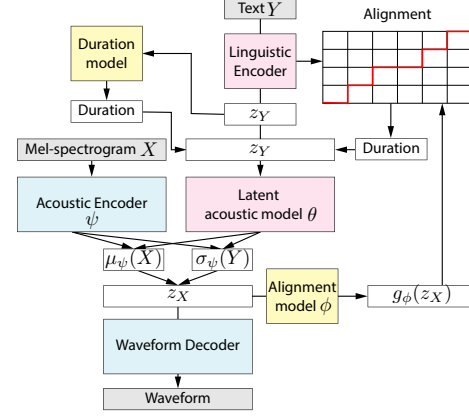 Text Y
Alignment
Duration
model
Linguistic
Encoder
Duration
z_Y
Mel-spectrogram X
z_Y
Duration
Acoustic Encoder
ψ
Latent
acoustic model θ
μ_ψ(X)
σ_ψ(Y)
z_X
Alignment
model ϕ
g_ϕ(z_X)
Waveform Decoder
Waveform